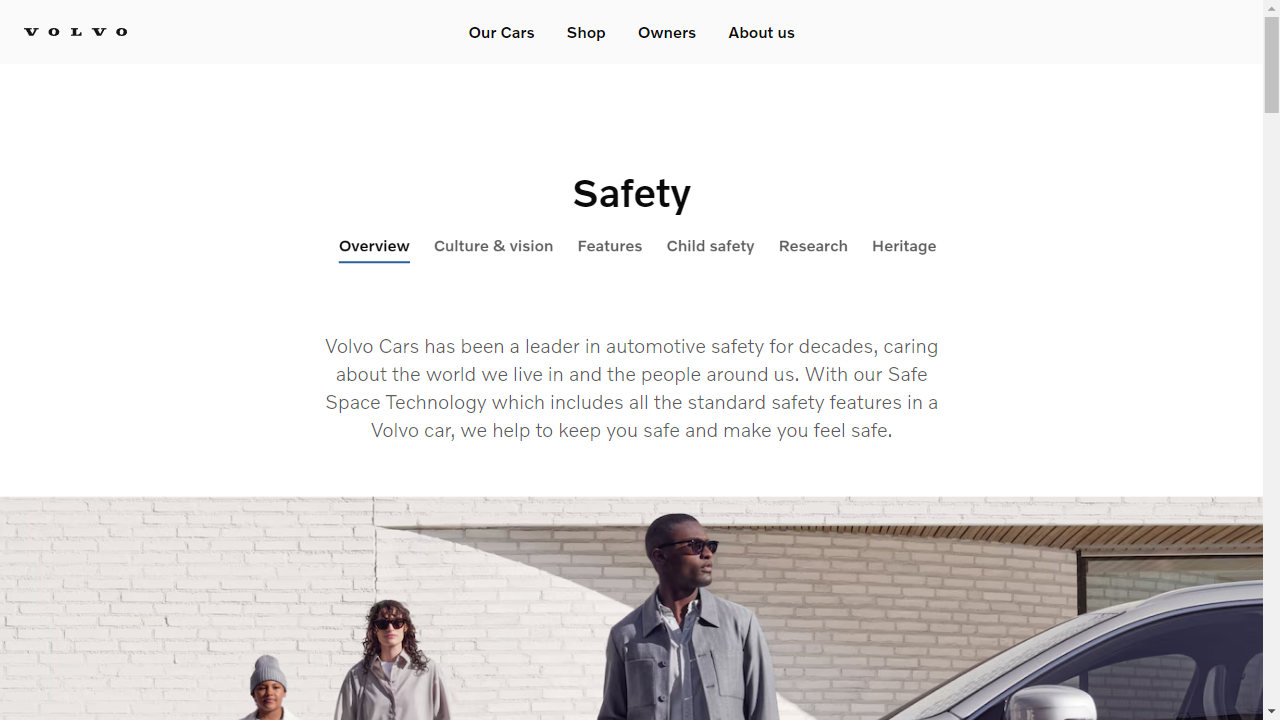 VOLVO
Our Cars Shop Owners About us
Safety
Overview Culture & vision Features Child safety Research Heritage
Volvo Cars has been a leader in automotive safety for decades, caring
about the world we live in and the people around us. With our Safe
Space Technology which includes all the standard safety features in a
Volvo car, we help to keep you safe and make you feel safe.